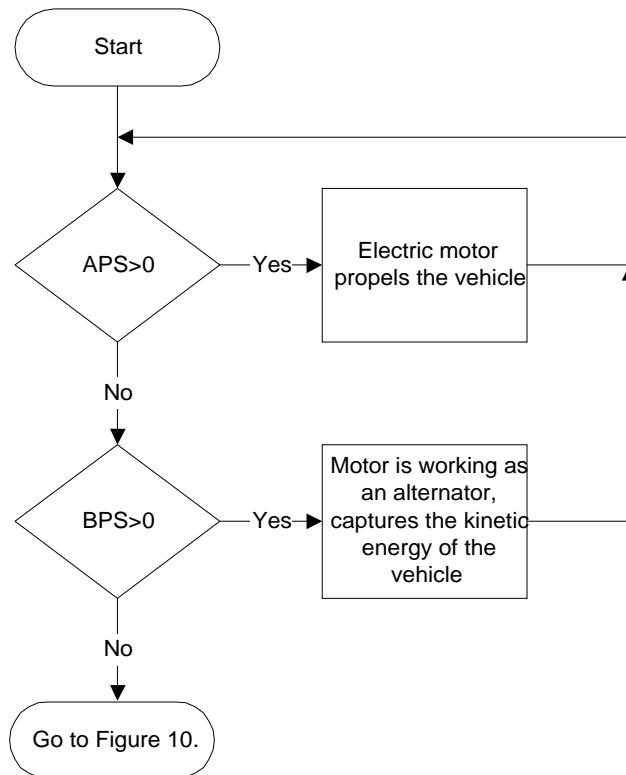 Start
APS>0
Yes
Electric motor
propels the vehicle
No
BPS>0
Yes
Motor is working as
an alternator,
captures the kinetic
energy of the
vehicle
No
Go to Figure 10.